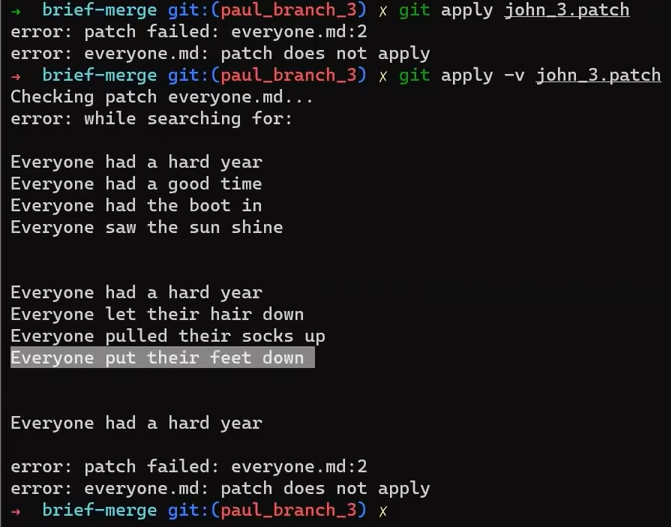 → brief-merge git:(paul_branch_3) ✗ git apply john_3.patch
error: patch failed: everyone.md:2
error: everyone.md: patch does not apply
→ brief-merge git:(paul_branch_3) ✗ git apply -v john_3.patch
Checking patch everyone.md...
error: while searching for:
Everyone had a hard year
Everyone had a good time
Everyone had the boot in
Everyone saw the sun shine
Everyone had a hard year
Everyone let their hair down
Everyone pulled their socks up
Everyone put their feet down
Everyone had a hard year
error: patch failed: everyone.md:2
error: everyone.md: patch does not apply
→ brief-merge git:(paul_branch_3) ✗